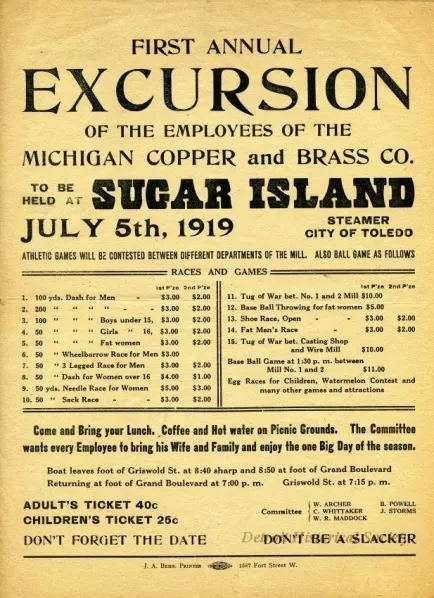 FIRST ANNUAL
EXCURSION
OF THE EMPLOYEES OF THE
MICHIGAN COPPER and BRASS CO.
TO BE HELD AT SUGAR ISLAND
JULY 5th, 1919 STEAMER CITY OF TOLEDO
ATHLETIC GAMES WILL BE CONTESTED BETWEEN DIFFERENT DEPARTMENTS OF THE MILL. ALSO BALL GAME AS FOLLOWS
RACES AND GAMES
1st P'ze 2nd P'ze
1. 100 yds. Dash for Men - $3.00 $2.00
2. 200 " " " " - - $3.00 $2.00
3. 100 " " Boys under 15, $3.00 $2.00
4. 50 " " Girls " 16, $3.00 $2.00
5. 50 " " Fat women $3.00 $2.00
6. 50 " Wheelbarrow Race for Men $3.00
7. 50 " 3 Legged Race for Men $3.00 $2.00
8. 50 " Dash for Women over 16 $4.00 $1.00
9. 50 yds. Needle Race for Women $5.00 $3.00
10. 50 " Sack Race - - $3.00 $2.00
1st P'ze 2nd P'ze
11. Tug of War bet. No. 1 and 2 Mill $10.00
12. Base Ball Throwing for fat women $5.00
13. Shoe Race, Open - - $3.00 $2.00
14. Fat Men's Race - - $3.00 $2.00
15. Tug of War bet. Casting Shop
and Wire Mill $10.00
Base Ball Game at 1:30 p. m. between
Mill No. 1 and 2 $11.00
Egg Races for Children, Watermelon Contest and
many other games and attractions
Come and Bring your Lunch. Coffee and Hot water on Picnic Grounds. The Committee
wants every Employee to bring his Wife and Family and enjoy the one Big Day of the season.
Boat leaves foot of Griswold St. at 8:40 sharp and 8:50 at foot of Grand Boulevard
Returning at foot of Grand Boulevard at 7:00 p. m. Griswold St. at 7:15 p. m.
ADULT'S TICKET 40c
CHILDREN'S TICKET 25c
Committee
W. ARCHER B. POWELL
C. WHITTAKER J. STORMS
W. R. MADDOCK
DON'T FORGET THE DATE DON'T BE A SLACKER
Detroit Historical Society
J. A. BEHR. PRINTER 1597 Fort Street W.